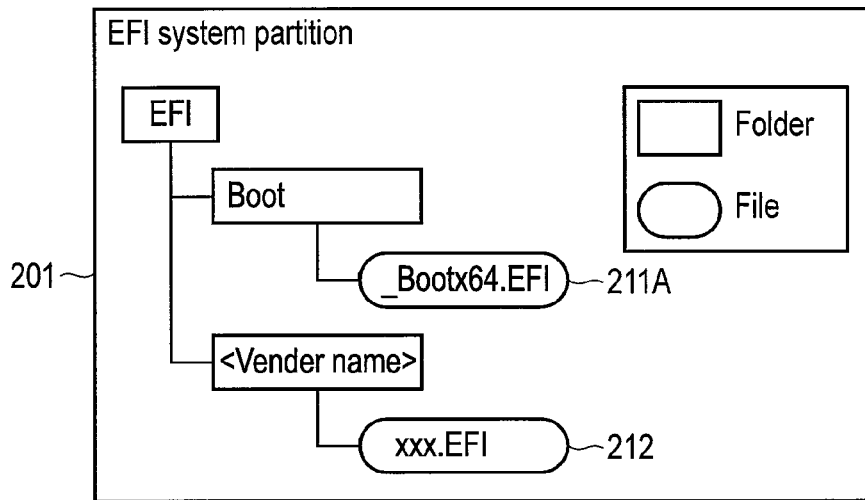 EFI system partition
EFI
Folder
Boot
File
201
_Bootx64.EFI
211A
<Vender name>
xxx.EFI
212